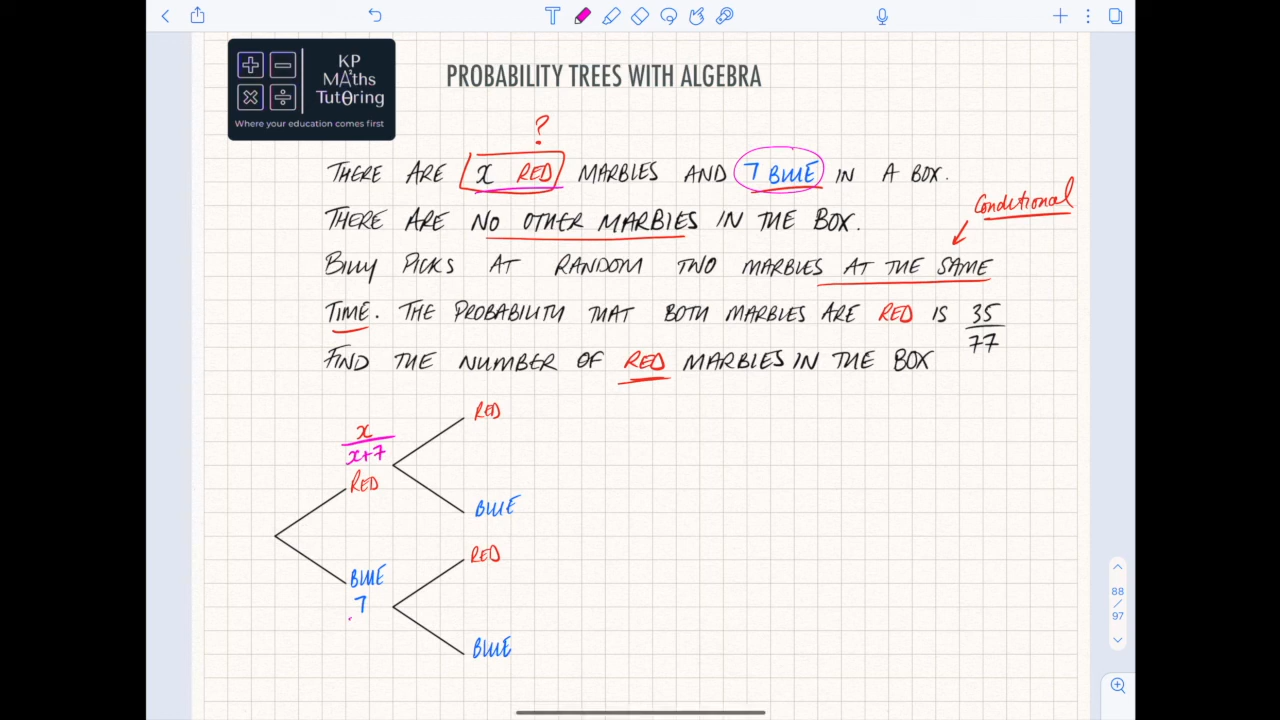 KP
MAths
TutOring
Where your education comes first
PROBABILITY TREES WITH ALGEBRA
?
THERE ARE x RED MARBLES AND 7 BLUE IN A BOX.
Conditional
THERE ARE NO OTHER MARBLES IN THE BOX.
BILLY PICKS AT RANDOM TWO MARBLES AT THE SAME
TIME. THE PROBABILITY THAT BOTH MARBLES ARE RED IS 35/77
FIND THE NUMBER OF RED MARBLES IN THE BOX
RED
x/x+7
RED
BLUE
RED
BLUE
7
BLUE
88
/
97